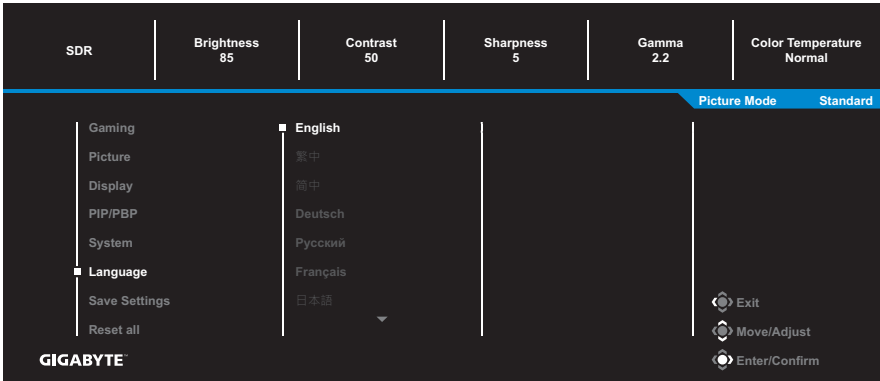 SDR
Brightness
85
Contrast
50
Sharpness
5
Gamma
2.2
Color Temperature
Normal
Picture Mode Standard
Gaming
Picture
Display
PIP/PBP
System
Language
Save Settings
Reset all
English
繁中
简中
Deutsch
Русский
Français
日本語
Exit
Move/Adjust
Enter/Confirm
GIGABYTE™